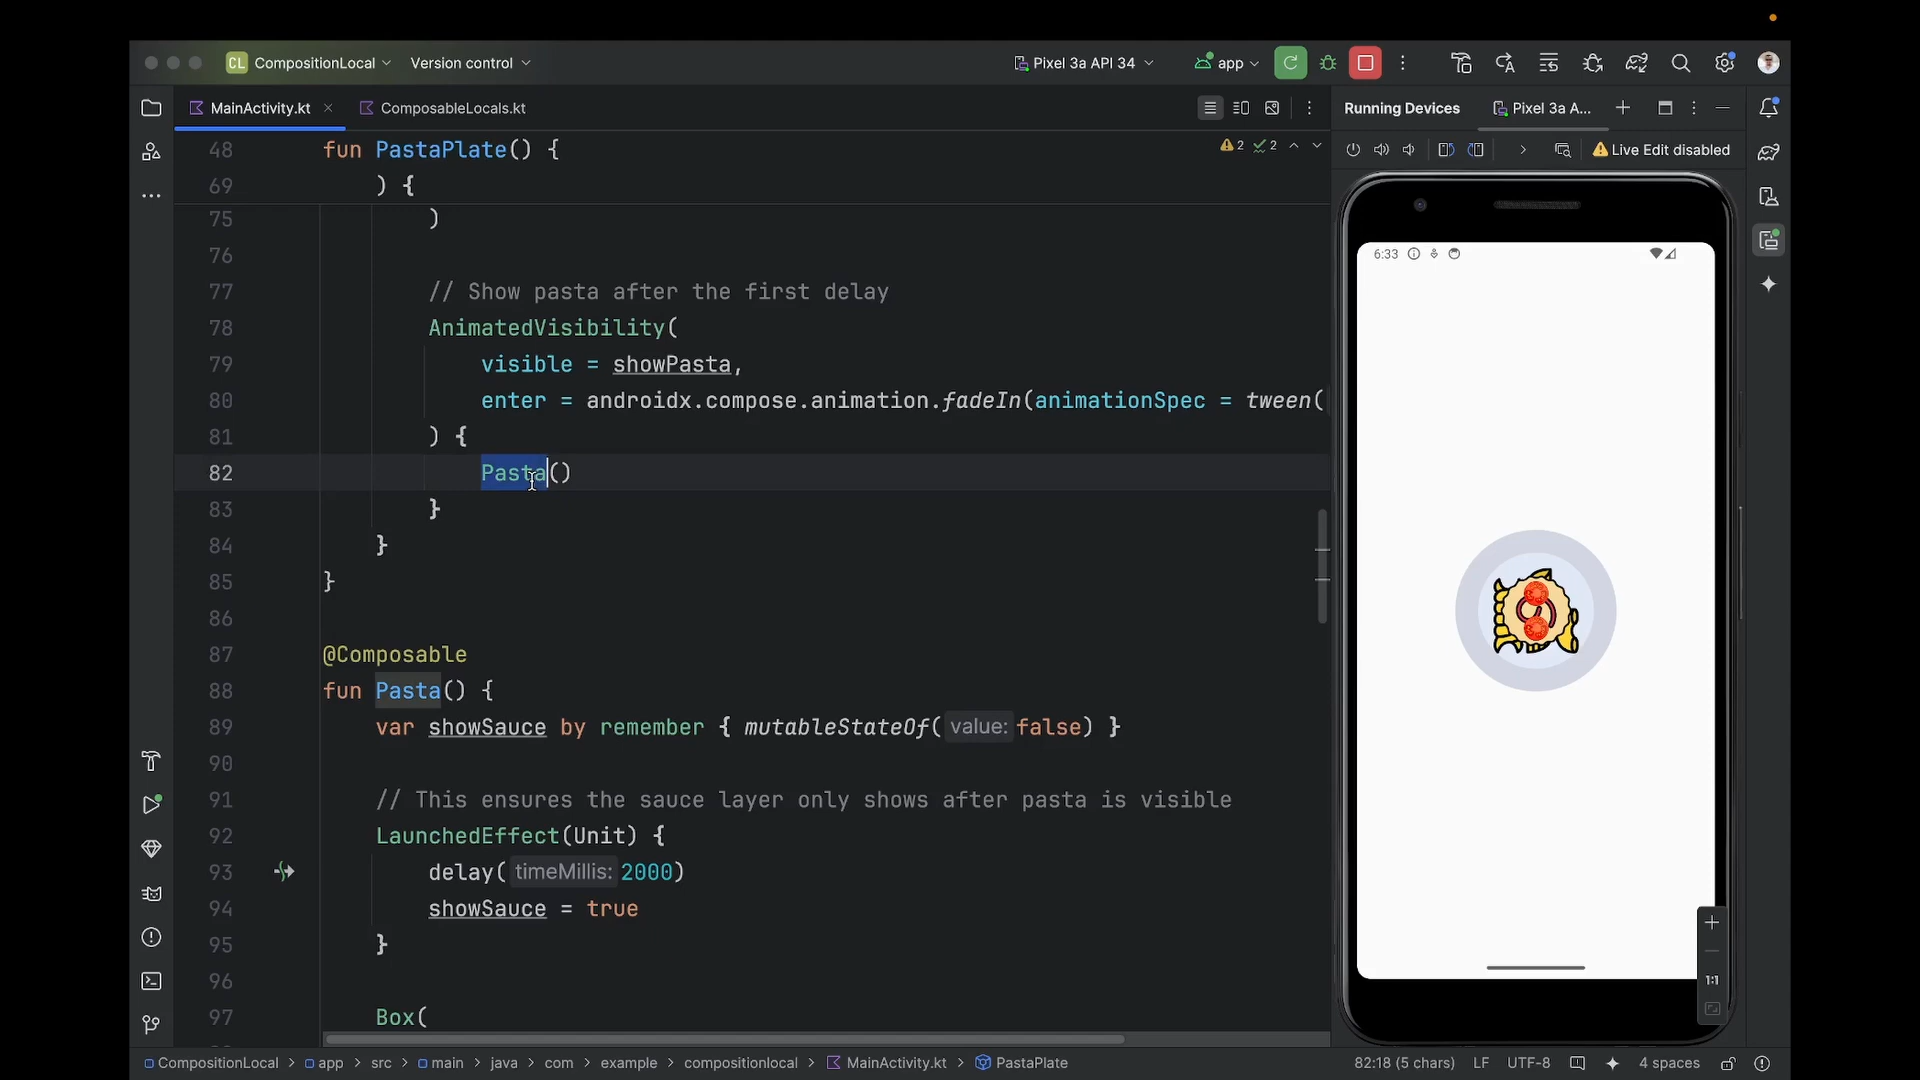 CL CompositionLocal Version control Pixel 3a API 34 app
MainActivity.kt ComposableLocals.kt Running Devices Pixel 3a A...
48 fun PastaPlate() { 2 2
Live Edit disabled
69 ) {
75 )
76
6:33
77 // Show pasta after the first delay
78 AnimatedVisibility(
79 visible = showPasta,
80 enter = androidx.compose.animation.fadeIn(animationSpec = tween(
81 ) {
82 Pasta()
83 }
84 }
85 }
86
87 @Composable
88 fun Pasta() {
89 var showSauce by remember { mutableStateOf( value: false) }
90
91 // This ensures the sauce layer only shows after pasta is visible
92 LaunchedEffect(Unit) {
93 delay( timeMillis: 2000)
94 showSauce = true
95 }
96
1:1
97 Box(
CompositionLocal > app > src > main > java > com > example > compositionlocal > MainActivity.kt > PastaPlate 82:18 (5 chars) LF UTF-8 4 spaces